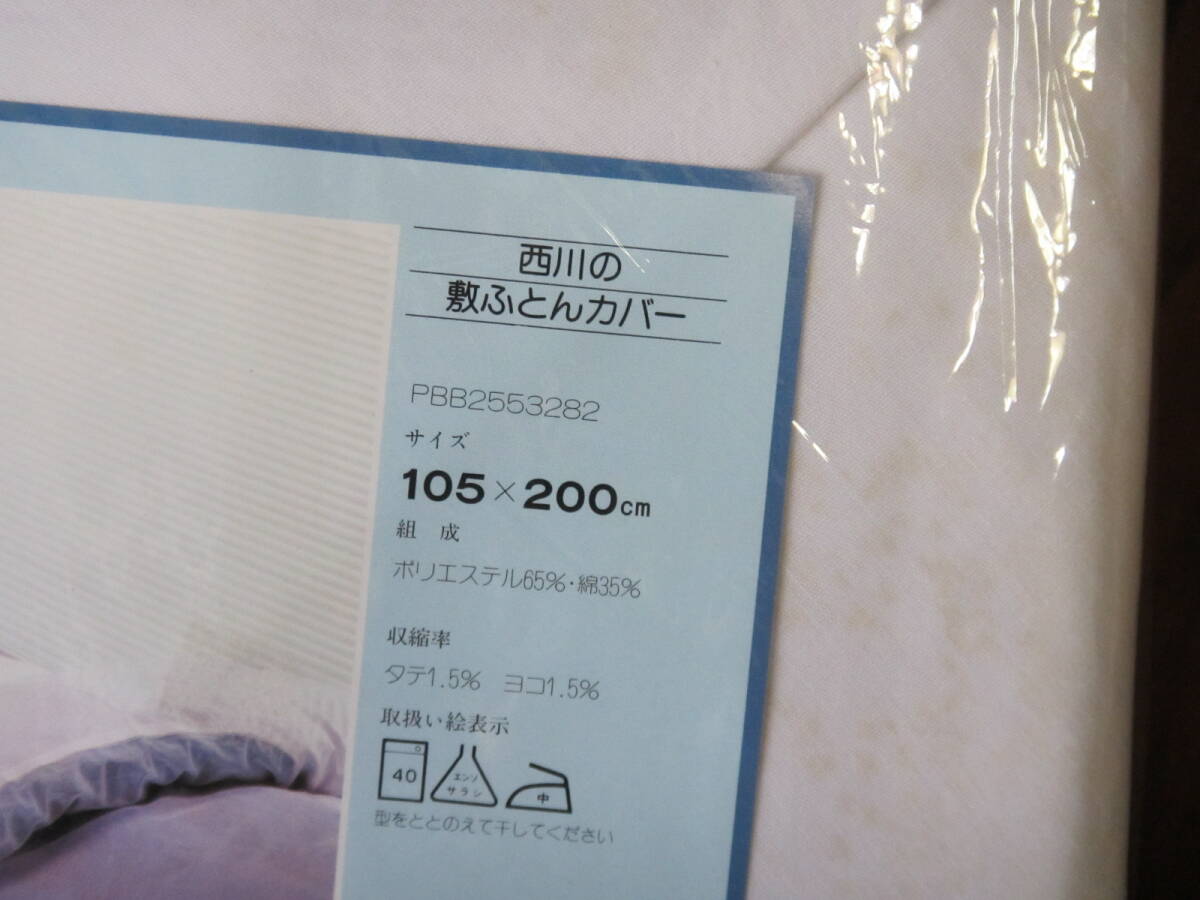 西川の
敷ふとんカバー
PBB2553282
サイズ
105×200cm
組 成
ポリエステル65%・綿35%
収縮率
タテ1.5% ヨコ1.5%
取扱い絵表示
40
エンソ
サラシ
中
型をととのえて干してください